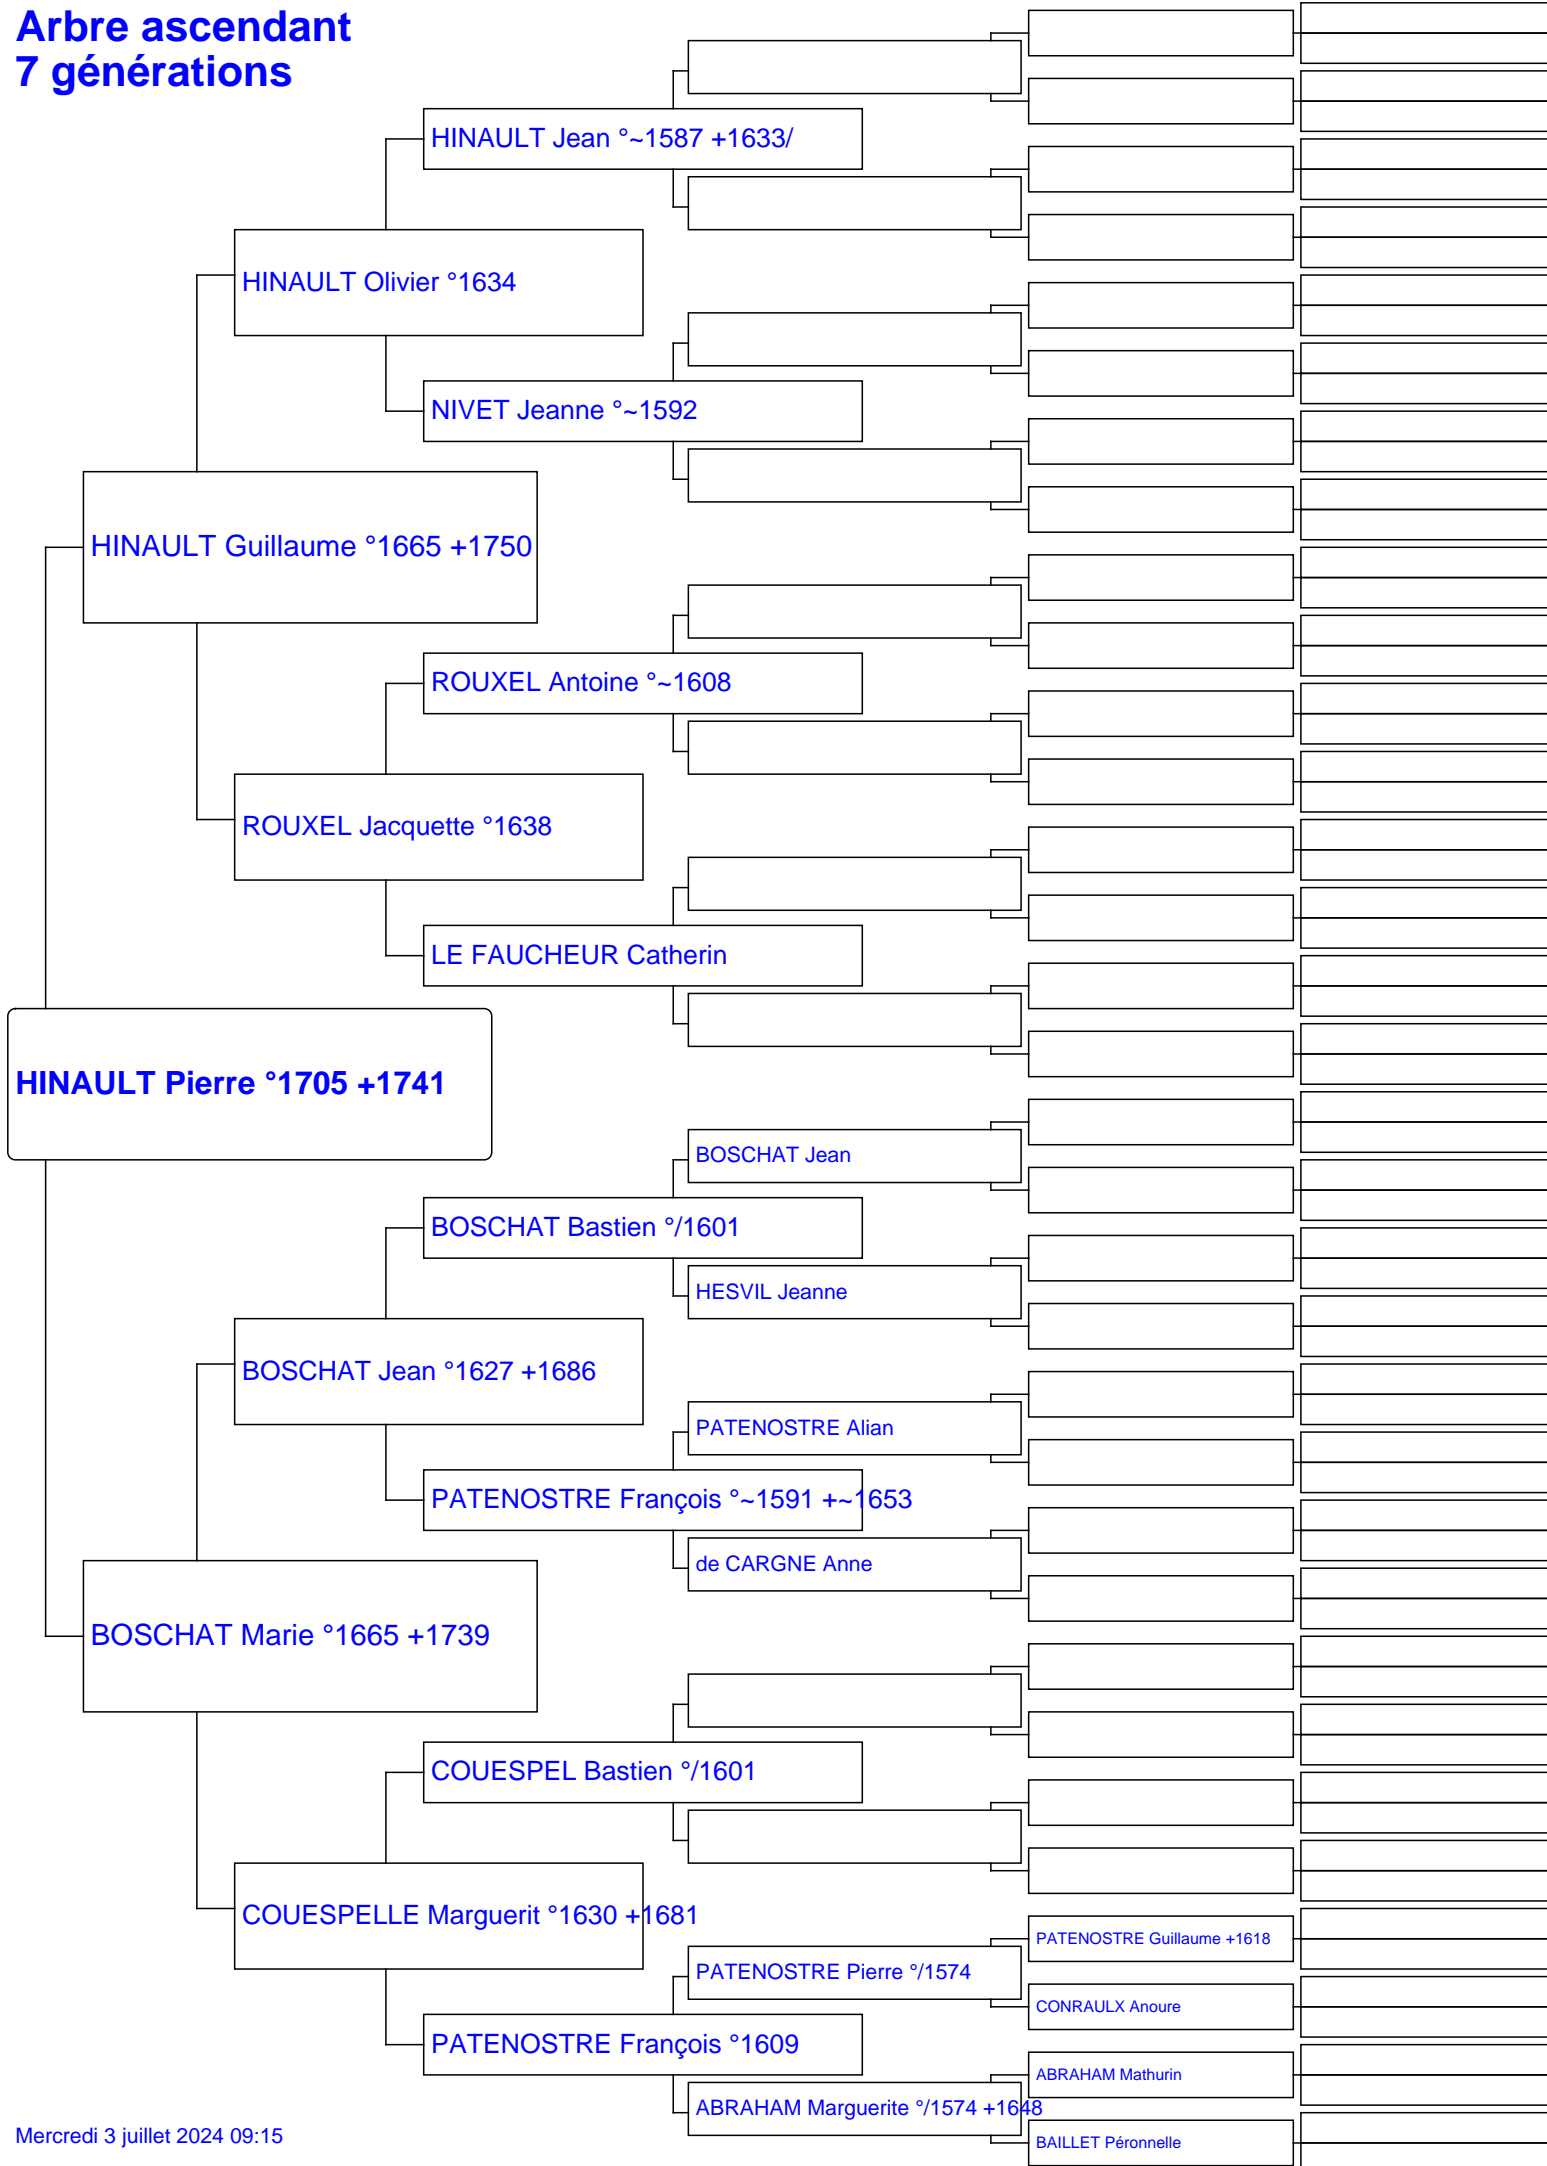 Arbre ascendant
7 générations
HINAULT Jean °~1587 +1633/
HINAULT Olivier °1634
NIVET Jeanne °~1592
HINAULT Guillaume °1665 +1750
ROUXEL Antoine °~1608
ROUXEL Jacquette °1638
LE FAUCHEUR Catherin
HINAULT Pierre °1705 +1741
BOSCHAT Jean
BOSCHAT Bastien °/1601
HESVIL Jeanne
BOSCHAT Jean °1627 +1686
PATENOSTRE Alian
PATENOSTRE François °~1591 +~1653
de CARGNE Anne
BOSCHAT Marie °1665 +1739
COUESPEL Bastien °/1601
COUESPELLE Marguerit °1630 +1681
PATENOSTRE Guillaume +1618
PATENOSTRE Pierre °/1574
CONRAULX Anoure
PATENOSTRE François °1609
ABRAHAM Mathurin
ABRAHAM Marguerite °/1574 +1648
BAILLET Péronnelle
Mercredi 3 juillet 2024 09:15